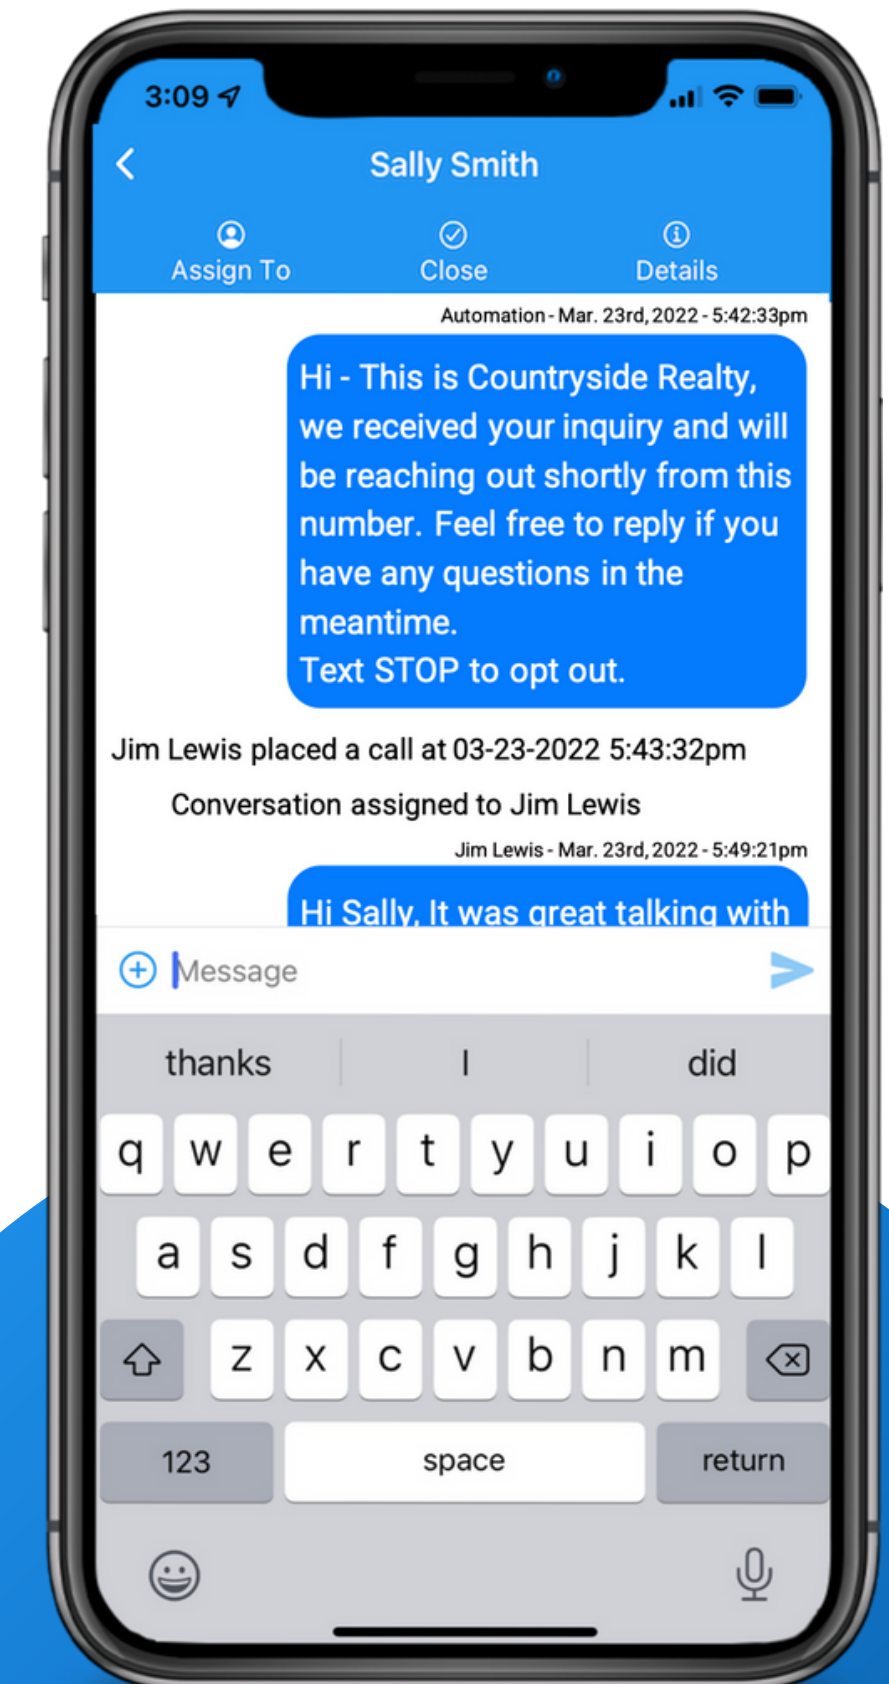 3:09
Sally Smith
Assign To
Close
Details
Automation - Mar. 23rd, 2022 - 5:42:33pm
Hi - This is Countryside Realty,
we received your inquiry and will
be reaching out shortly from this
number. Feel free to reply if you
have any questions in the
meantime.
Text STOP to opt out.
Jim Lewis placed a call at 03-23-2022 5:43:32pm
Conversation assigned to Jim Lewis
Jim Lewis - Mar. 23rd, 2022 - 5:49:21pm
Hi Sally, It was great talking with
Message
thanks I did
q w e r t y u i o p
a s d f g h j k l
z x c v b n m
123 space return